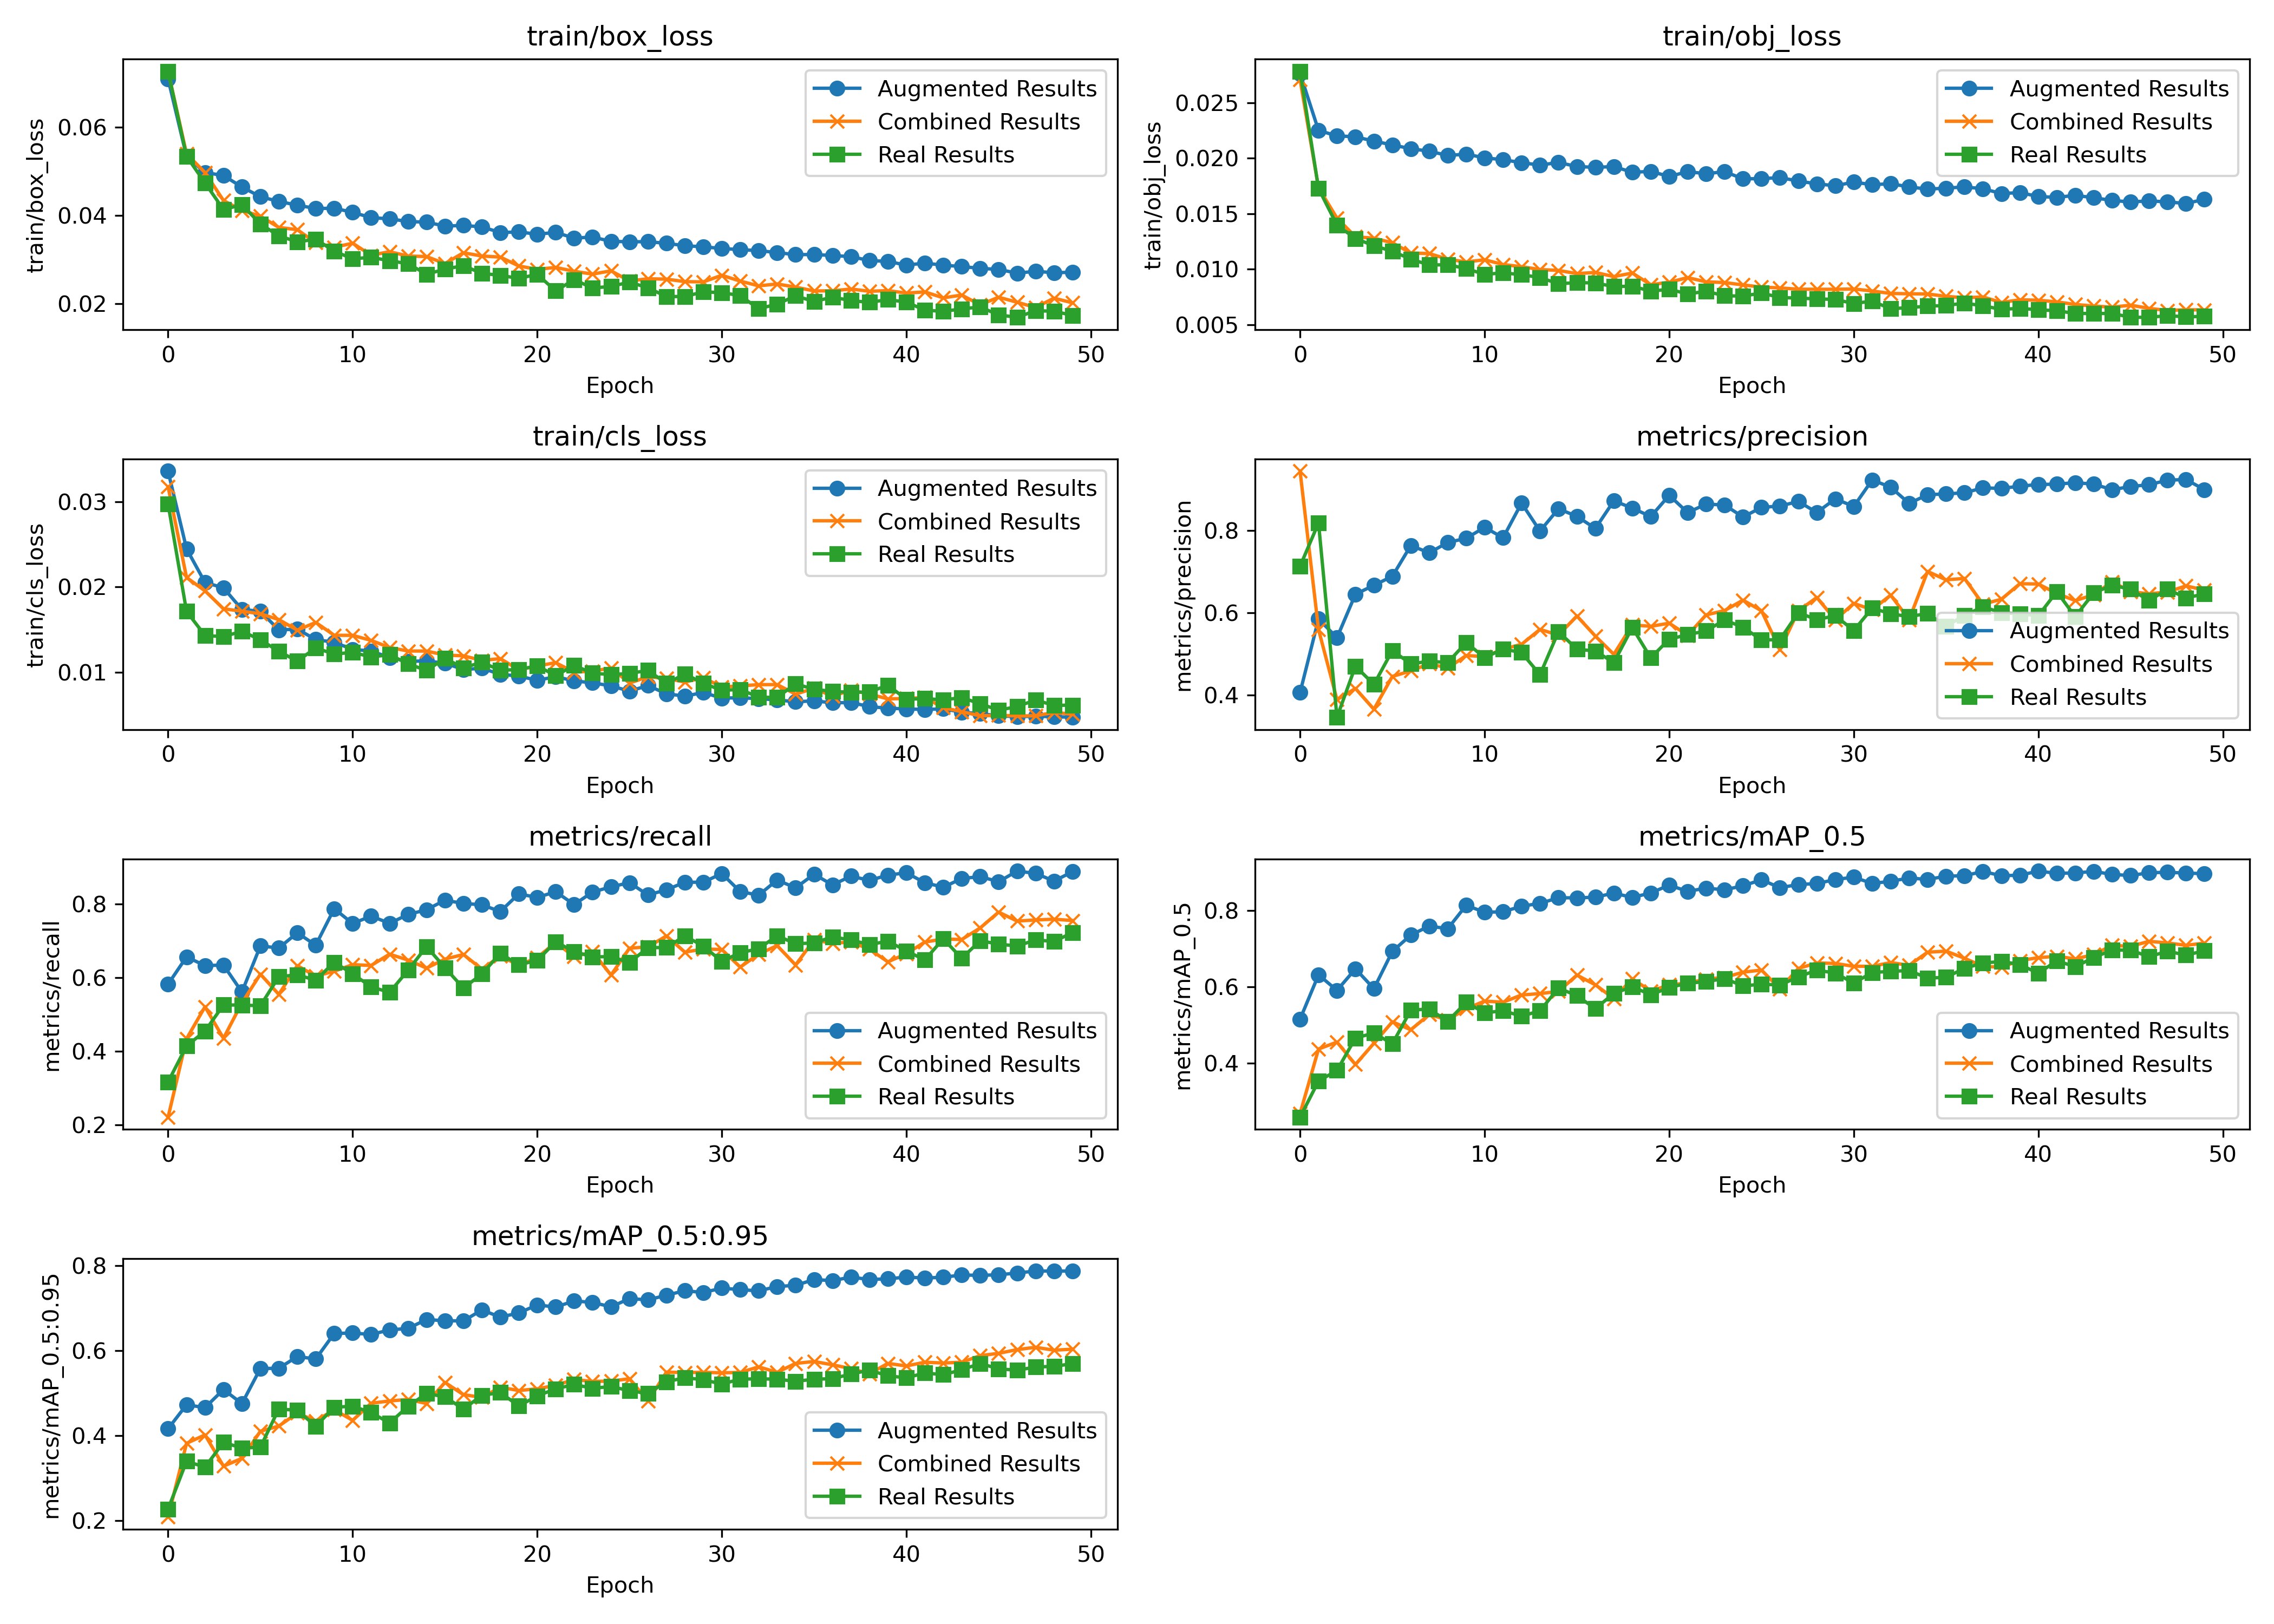 train/box_loss
train/box_loss
0.06
0.04
0.02
0
10
20
30
40
50
Epoch
Augmented Results
Combined Results
Real Results
train/obj_loss
train/obj_loss
0.025
0.020
0.015
0.010
0.005
0
10
20
30
40
50
Epoch
Augmented Results
Combined Results
Real Results
train/cls_loss
train/cls_loss
0.03
0.02
0.01
0
10
20
30
40
50
Epoch
Augmented Results
Combined Results
Real Results
metrics/precision
metrics/precision
0.8
0.6
0.4
0
10
20
30
40
50
Epoch
Augmented Results
Combined Results
Real Results
metrics/recall
metrics/recall
0.8
0.6
0.4
0.2
0
10
20
30
40
50
Epoch
Augmented Results
Combined Results
Real Results
metrics/mAP_0.5
metrics/mAP_0.5
0.8
0.6
0.4
0
10
20
30
40
50
Epoch
Augmented Results
Combined Results
Real Results
metrics/mAP_0.5:0.95
metrics/mAP_0.5:0.95
0.8
0.6
0.4
0.2
0
10
20
30
40
50
Epoch
Augmented Results
Combined Results
Real Results